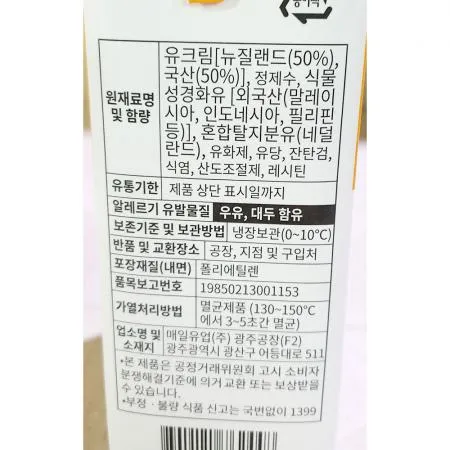 종이팩
원재료명 및 함량
유크림[뉴질랜드(50%),
국산(50%)], 정제수, 식물
성경화유 [외국산(말레이
시아, 인도네시아, 필리핀
등)], 혼합탈지분유(네덜
란드), 유화제, 유당, 잔탄검,
식염, 산도조절제, 레시틴
유통기한 제품 상단 표시일까지
알레르기 유발물질 우유, 대두 함유
보존기준 및 보관방법 냉장보관(0~10℃)
반품 및 교환장소 공장, 지점 및 구입처
포장재질(내면) 폴리에틸렌
품목보고번호 19850213001153
가열처리방법 멸균제품 (130~150℃
에서 3~5초간 멸균)
업소명 및 소재지 매일유업(주) 광주공장(F2)
광주광역시 광산구 어등대로 511
•본 제품은 공정거래위원회 고시 소비자
분쟁해결기준에 의거 교환 또는 보상받을
수 있습니다.
•부정 · 불량 식품 신고는 국번없이 1399